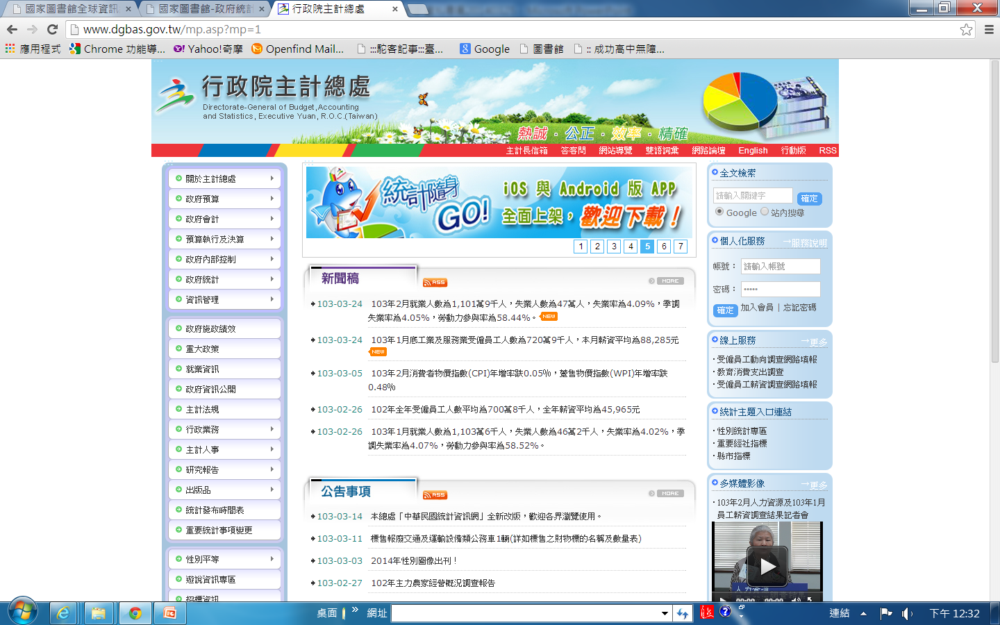 國家圖書館全球資訊
國家圖書館-政府統計
行政院主計總處
www.dgbas.gov.tw/mp.asp?mp=1
應用程式 Chrome 功能導... Yahoo!奇摩 Openfind Mail... :::駝客記事:::臺... Google 圖書館 :: 成功高中無障...
行政院主計總處
Directorate-General of Budget,Accounting
and Statistics, Executive Yuan, R.O.C.(Taiwan)
熱誠 · 公正 · 效率 · 精確
主計長信箱 答客問 網站導覽 雙語詞彙 網路論壇 English 行動版 RSS
關於主計總處
政府預算
政府會計
預算執行及決算
政府內部控制
政府統計
資訊管理
政府施政績效
重大政策
就業資訊
政府資訊公開
主計法規
行政業務
主計人事
研究報告
出版品
統計發布時間表
重要統計事項變更
性別平等
遊說資訊專區
招標資訊
統計隨身GO!
iOS 與 Android 版 APP
全面上架，歡迎下載！
1 2 3 4 5 6 7
新聞稿 RSS MORE
103-03-24 103年2月就業人數為1,101萬9千人，失業人數為47萬人，失業率為4.09%，季調
失業率為4.05%，勞動力參與率為58.44%。 NEW
103-03-24 103年1月底工業及服務業受僱員工人數為720萬9千人，本月薪資平均為88,285元
NEW
103-03-05 103年2月消費者物價指數(CPI)年增率跌0.05%，躉售物價指數(WPI)年增率跌
0.48%
103-02-26 102年全年受僱員工人數平均為700萬8千人，全年薪資平均為45,965元
103-02-26 103年1月就業人數為1,103萬6千人，失業人數為46萬2千人，失業率為4.02%，季
調失業率為4.07%，勞動力參與率為58.52%。
公告事項 RSS MORE
103-03-14 本總處「中華民國統計資訊網」全新改版，歡迎各界瀏覽使用。
103-03-11 標售報廢交通及運輸設備類公務車1輛(詳如標售之財物標的名稱及數量表)
103-03-03 2014年性別圖像出刊！
103-02-27 102年主力農家經營概況調查報告
全文檢索
請輸入關鍵字 確定
Google 站內搜尋
個人化服務 →服務說明
帳號： 請輸入帳號
密碼： •••••
確定 加入會員 | 忘記密碼
線上服務 →更多
·受僱員工動向調查網路填報
·教育消費支出調查
·受僱員工薪資調查網路填報
統計主題入口連結
·性別統計專區
·重要經社指標
·縣市指標
多媒體影像 →更多
·103年2月人力資源及103年1月
員工薪資調查結果記者會
人力資源
00:00 00:00
桌面 » 網址 連結 下午 12:32